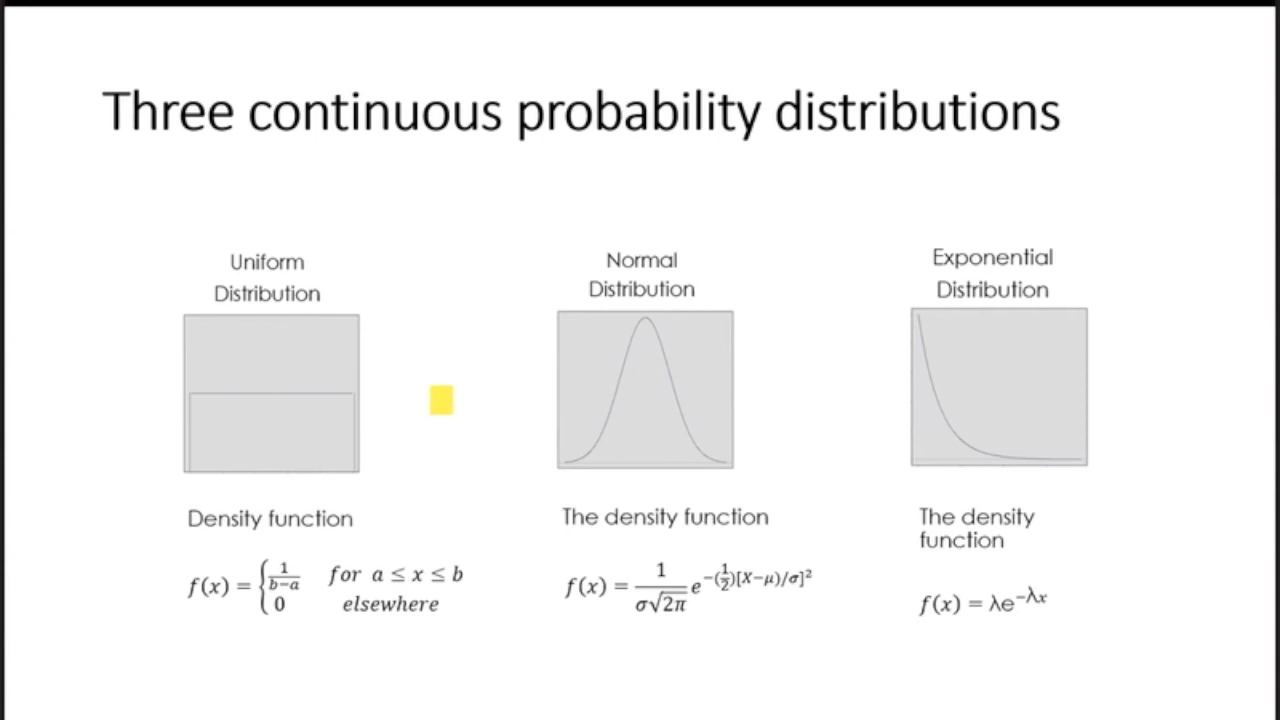 Three continuous probability distributions
Uniform
Distribution
Normal
Distribution
Exponential
Distribution
Density function
The density function
The density
function
f(x) = { 1/(b−a) for a ≤ x ≤ b
0 elsewhere
f(x) = 1/(σ√2π) e^−(1/2)[X−μ)/σ]²
f(x) = λe^−λx